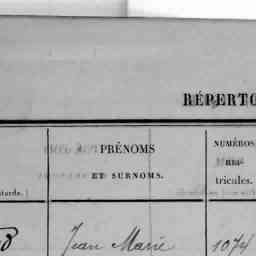 RÉPERTO
PRÉNOMS
ET SURNOMS.
NUMÉROS
ma-
tricules.
Jean Marie
1074